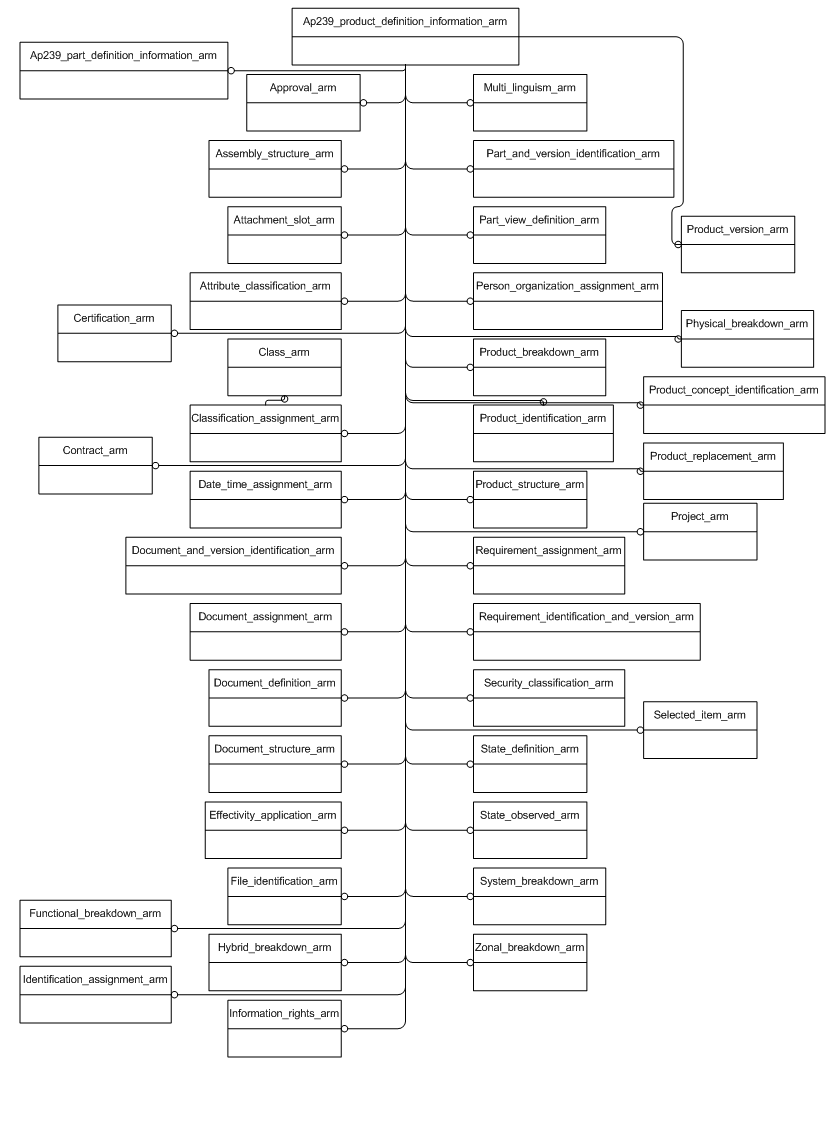 Ap239_product_definition_information_arm
Ap239_part_definition_information_arm
Approval_arm
Multi_linguism_arm
Assembly_structure_arm
Part_and_version_identification_arm
Attachment_slot_arm
Part_view_definition_arm
Product_version_arm
Attribute_classification_arm
Person_organization_assignment_arm
Certification_arm
Physical_breakdown_arm
Class_arm
Product_breakdown_arm
Product_concept_identification_arm
Classification_assignment_arm
Product_identification_arm
Contract_arm
Product_replacement_arm
Date_time_assignment_arm
Product_structure_arm
Project_arm
Document_and_version_identification_arm
Requirement_assignment_arm
Document_assignment_arm
Requirement_identification_and_version_arm
Document_definition_arm
Security_classification_arm
Selected_item_arm
Document_structure_arm
State_definition_arm
Effectivity_application_arm
State_observed_arm
File_identification_arm
System_breakdown_arm
Functional_breakdown_arm
Hybrid_breakdown_arm
Zonal_breakdown_arm
Identification_assignment_arm
Information_rights_arm